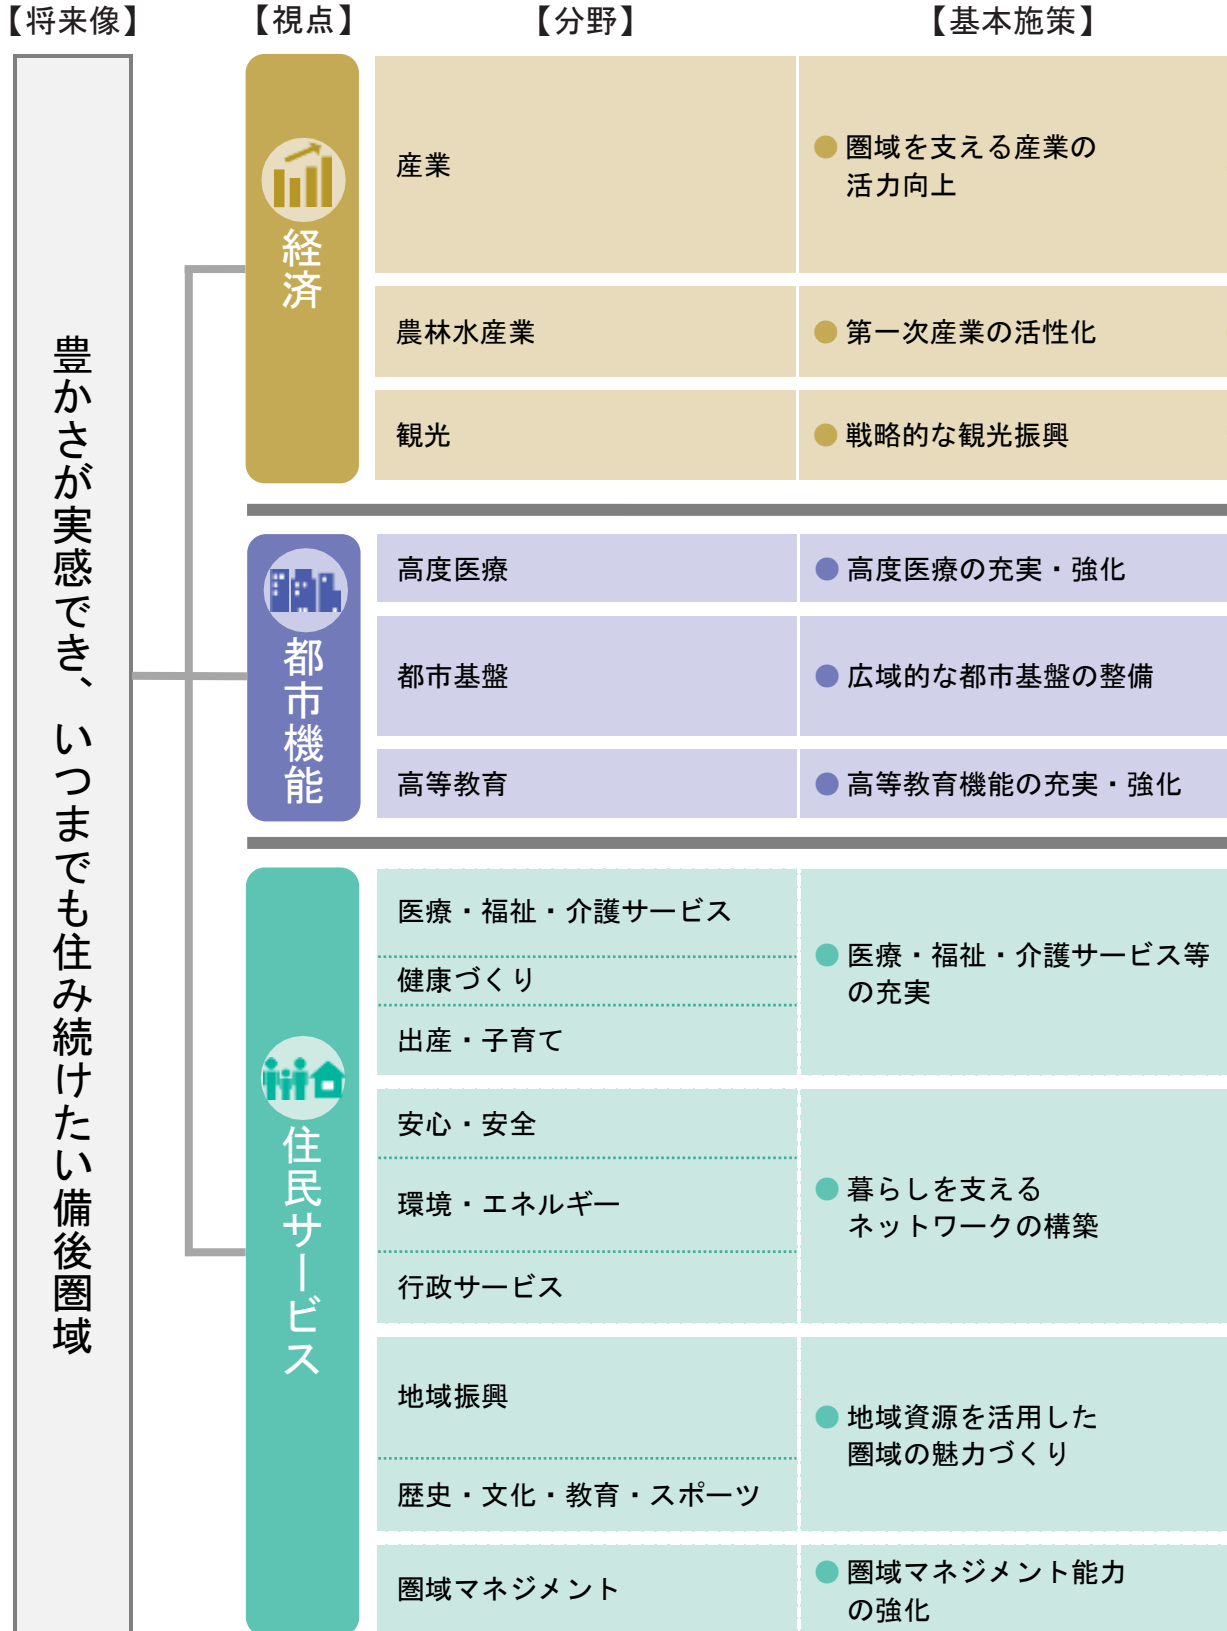 【将来像】
【視点】
【分野】
【基本施策】
豊かさが実感でき、いつまでも住み続けたい備後圏域
経済
産業
●圏域を支える産業の
活力向上
農林水産業
●第一次産業の活性化
観光
●戦略的な観光振興
都市機能
高度医療
●高度医療の充実・強化
都市基盤
●広域的な都市基盤の整備
高等教育
●高等教育機能の充実・強化
住民サービス
医療・福祉・介護サービス
健康づくり
出産・子育て
●医療・福祉・介護サービス等
の充実
安心・安全
環境・エネルギー
行政サービス
●暮らしを支える
ネットワークの構築
地域振興
歴史・文化・教育・スポーツ
●地域資源を活用した
圏域の魅力づくり
圏域マネジメント
●圏域マネジメント能力
の強化